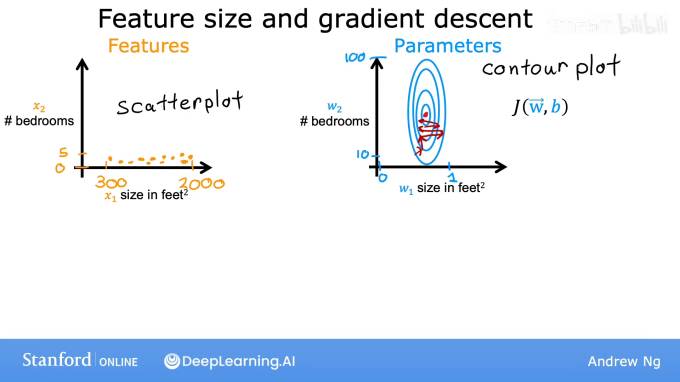 Feature size and gradient descent
bilibili
Features
Parameters
scatterplot
x₂
# bedrooms
5
0
300
2000
x₁ size in feet²
contour plot
J(w⃗, b)
100
w₂
# bedrooms
10
0
1
w₁ size in feet²
Stanford | ONLINE
DeepLearning.AI
Andrew Ng